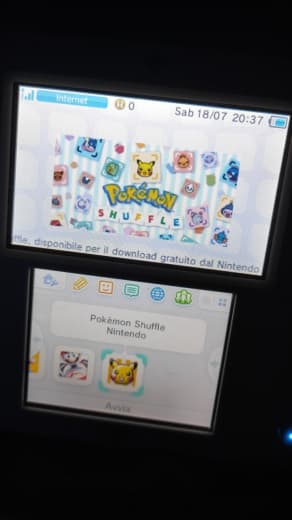 Internet
0
Sab 18/07 20:37
POKÉMON
SHUFFLE
ffle, disponibile per il download gratuito dal Nintendo
Pokémon Shuffle
Nintendo
Avvia